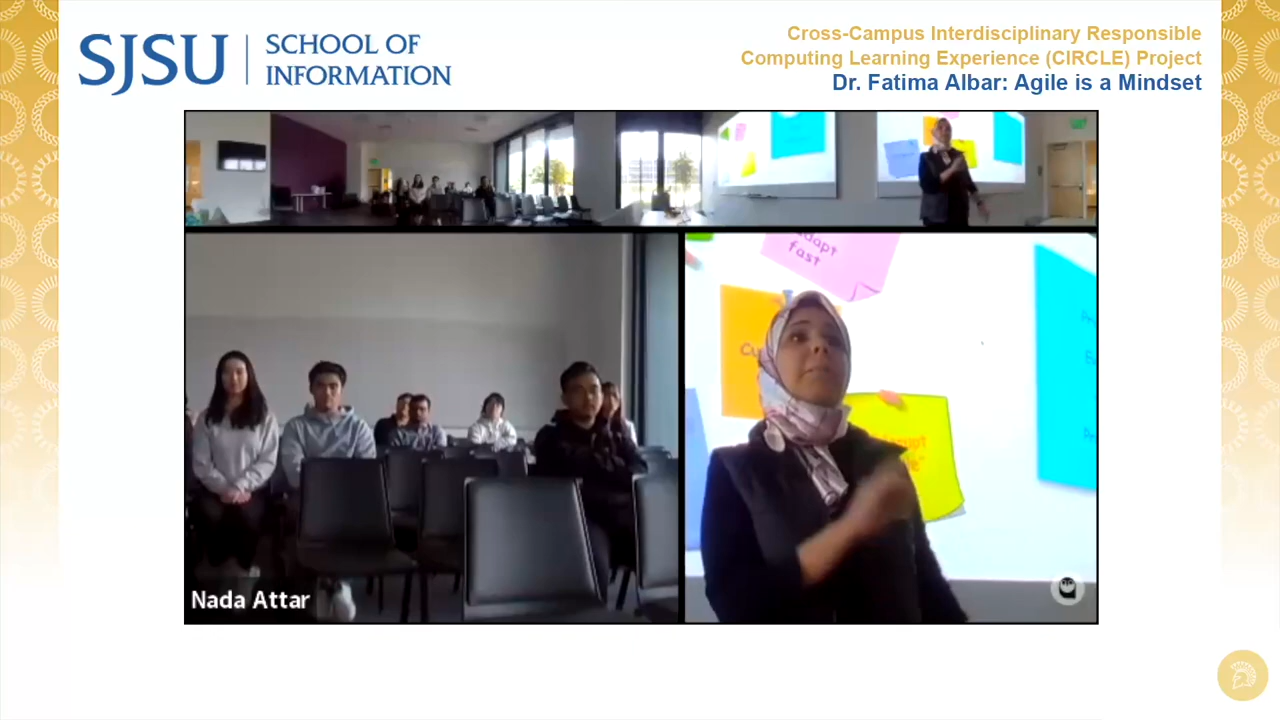 SJSU
SCHOOL OF
INFORMATION
Cross-Campus Interdisciplinary Responsible
Computing Learning Experience (CIRCLE) Project
Dr. Fatima Albar: Agile is a Mindset
fast
Nada Attar